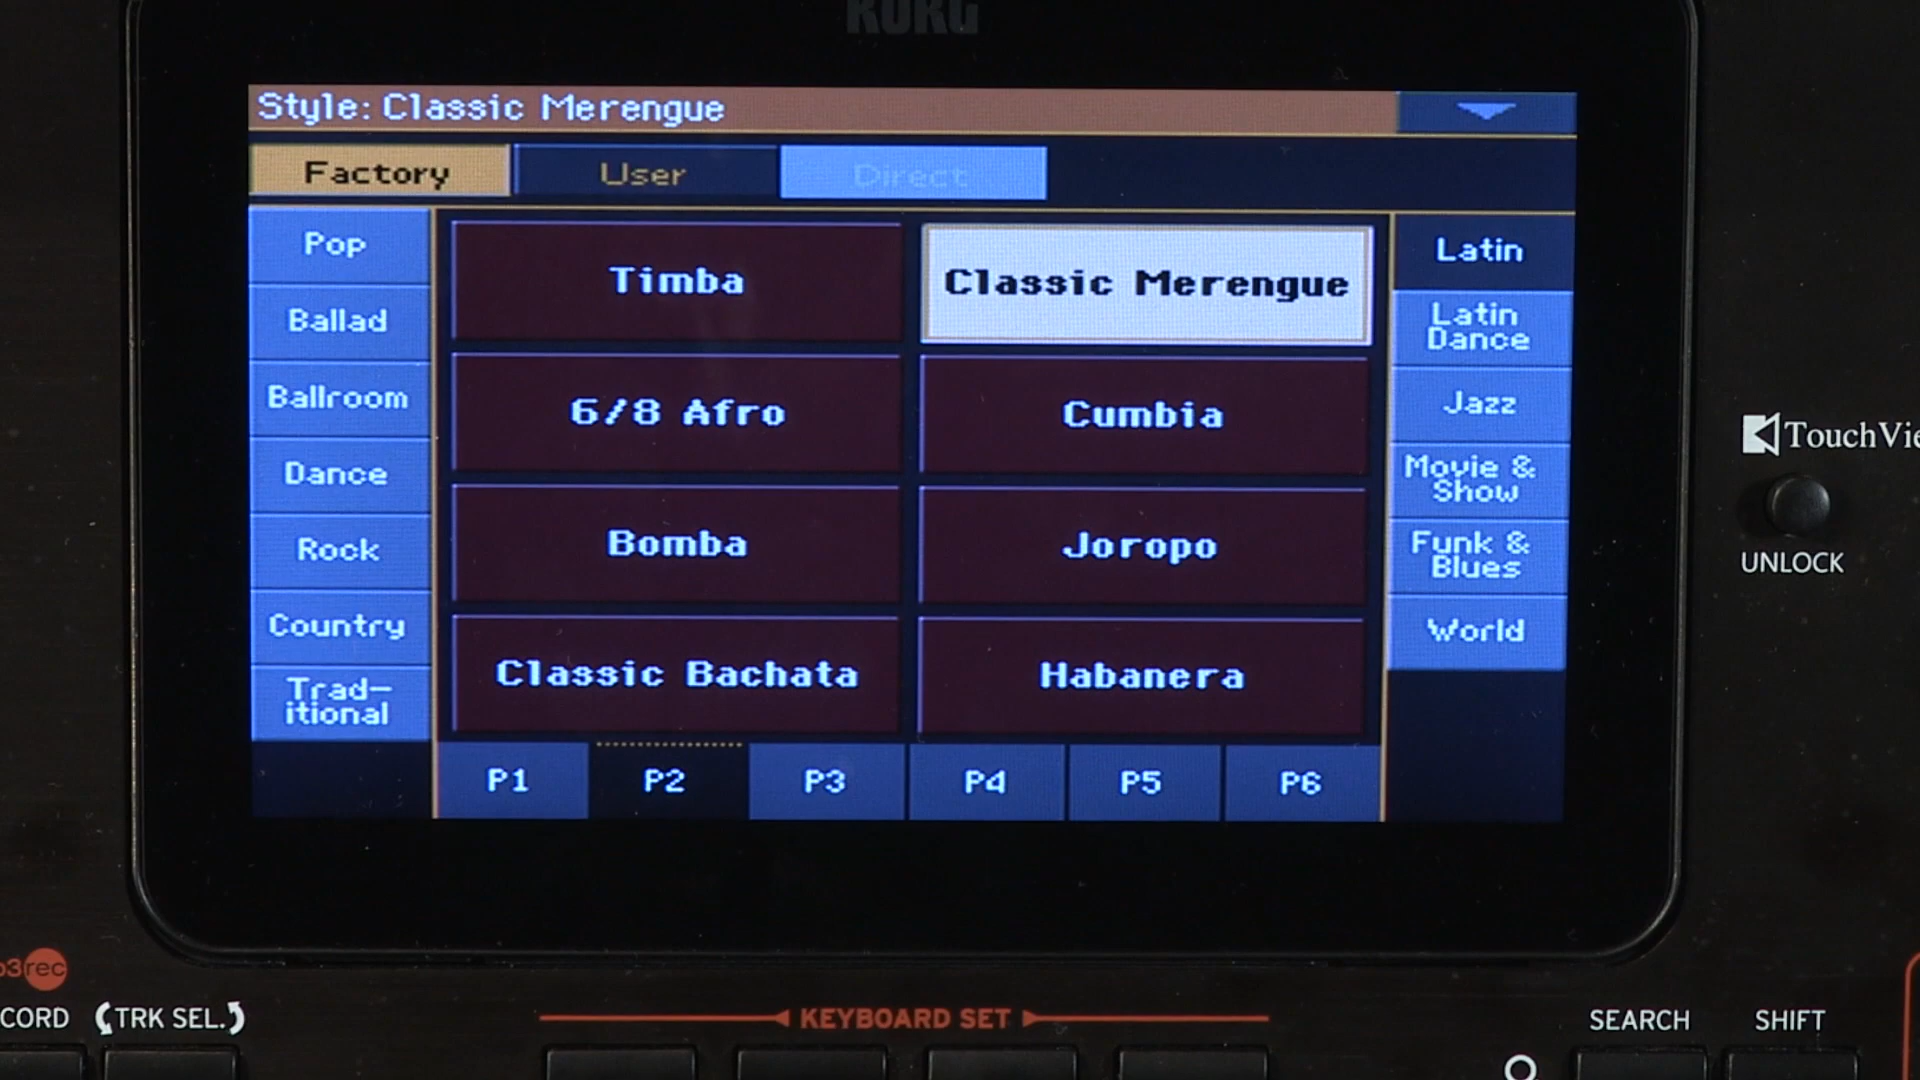 KORG
Style: Classic Merengue
Factory
User
Direct
Pop
Ballad
Ballroom
Dance
Rock
Country
Trad-
itional
Timba
Classic Merengue
6/8 Afro
Cumbia
Bomba
Joropo
Classic Bachata
Habanera
P1
P2
P3
P4
P5
P6
Latin
Latin
Dance
Jazz
Movie &
Show
Funk &
Blues
World
TouchVie
UNLOCK
p3rec
CORD
TRK SEL.
KEYBOARD SET
SEARCH
SHIFT